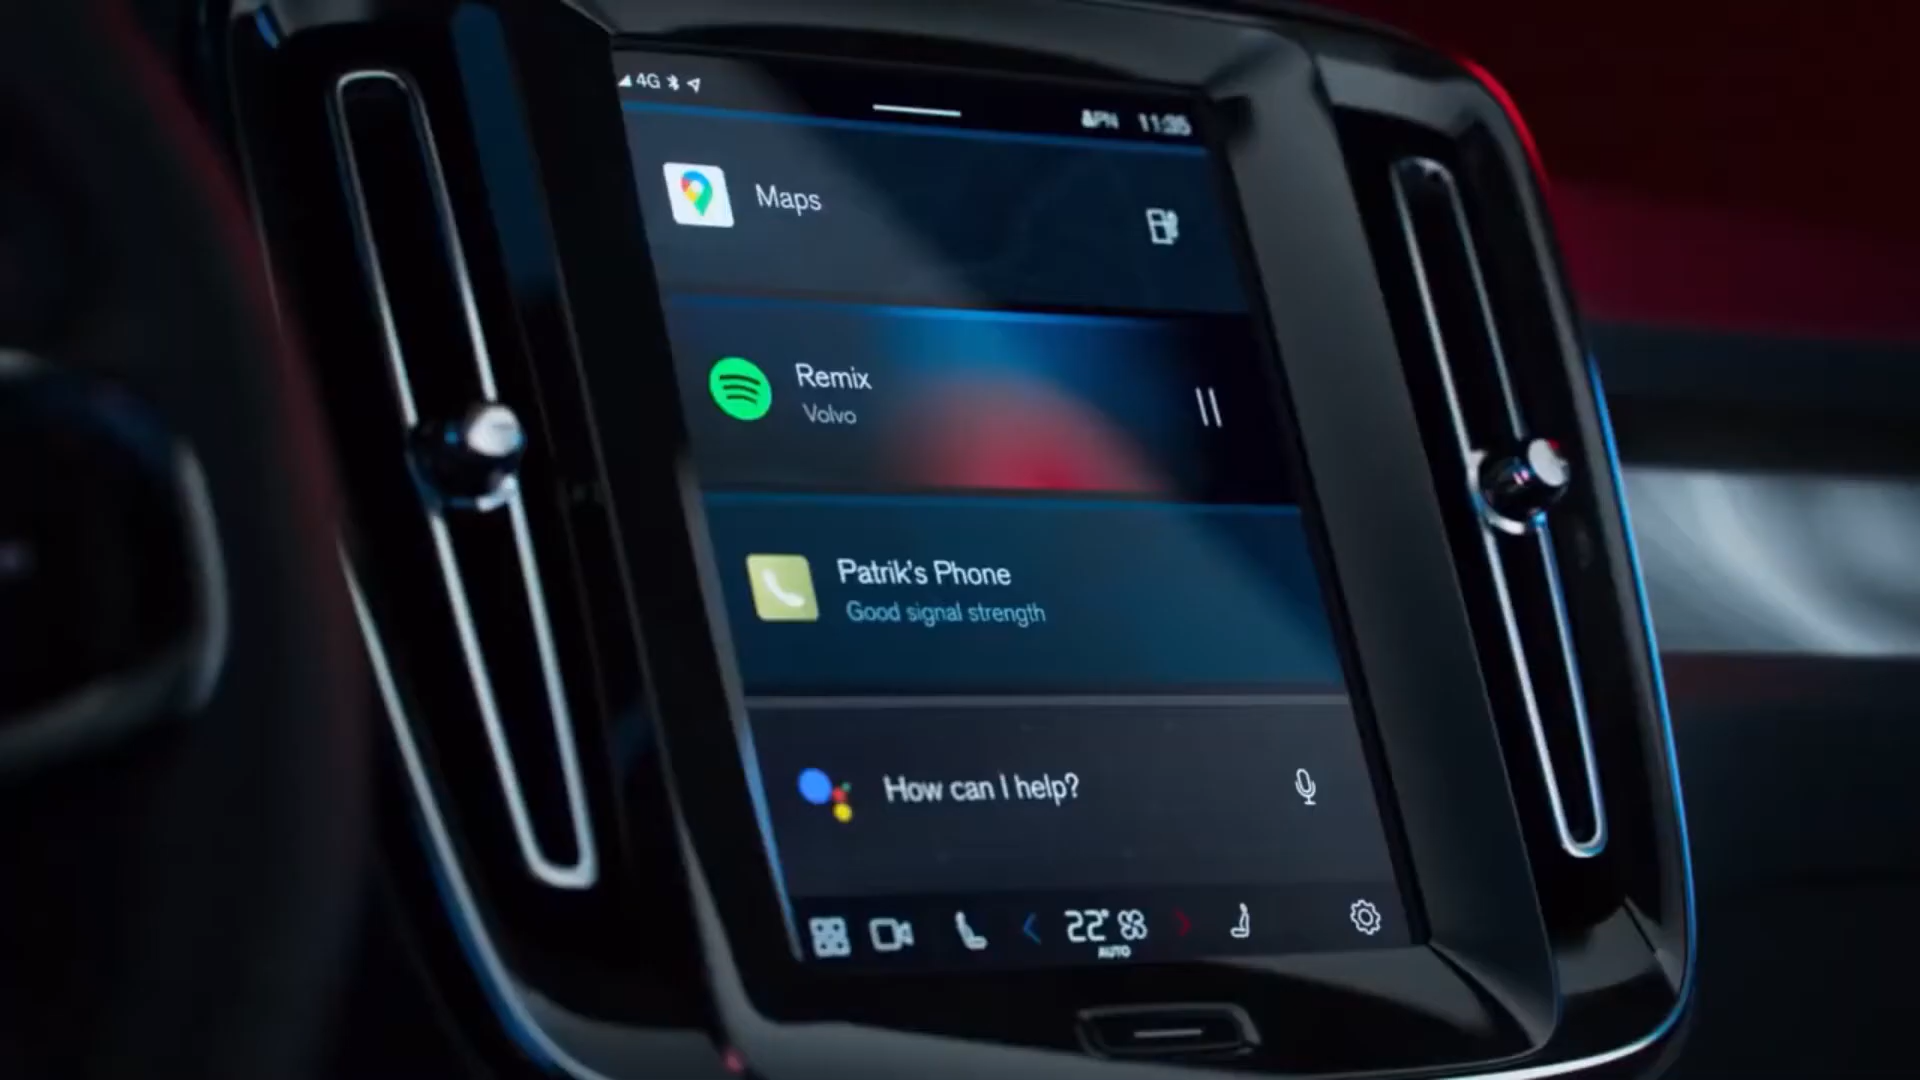 4G
11:35
Maps
Remix
Volvo
Patrik's Phone
Good signal strength
How can I help?
22°
AUTO